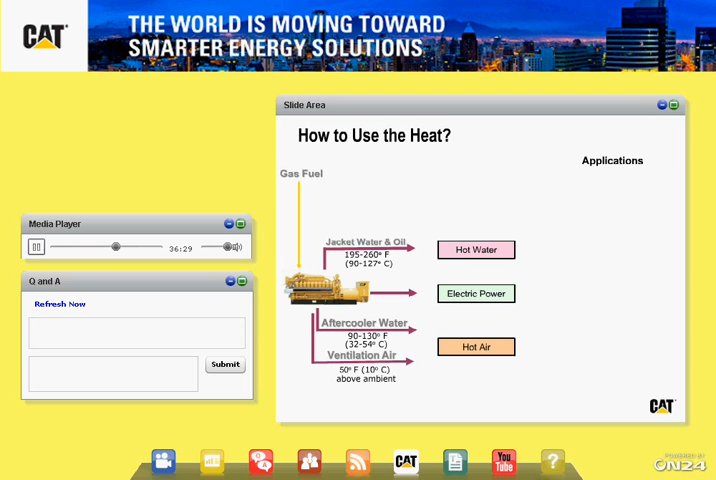 CAT
THE WORLD IS MOVING TOWARD
SMARTER ENERGY SOLUTIONS
Slide Area
How to Use the Heat?
Applications
Gas Fuel
Media Player
36:29
Jacket Water & Oil
195-260° F
(90-127° C)
Hot Water
Q and A
Refresh Now
Electric Power
Aftercooler Water
90-130° F
(32-54° C)
Hot Air
Ventilation Air
50° F (10° C)
above ambient
Submit
CAT
Q
A
CAT
You
Tube
?
POWERED BY
ON24